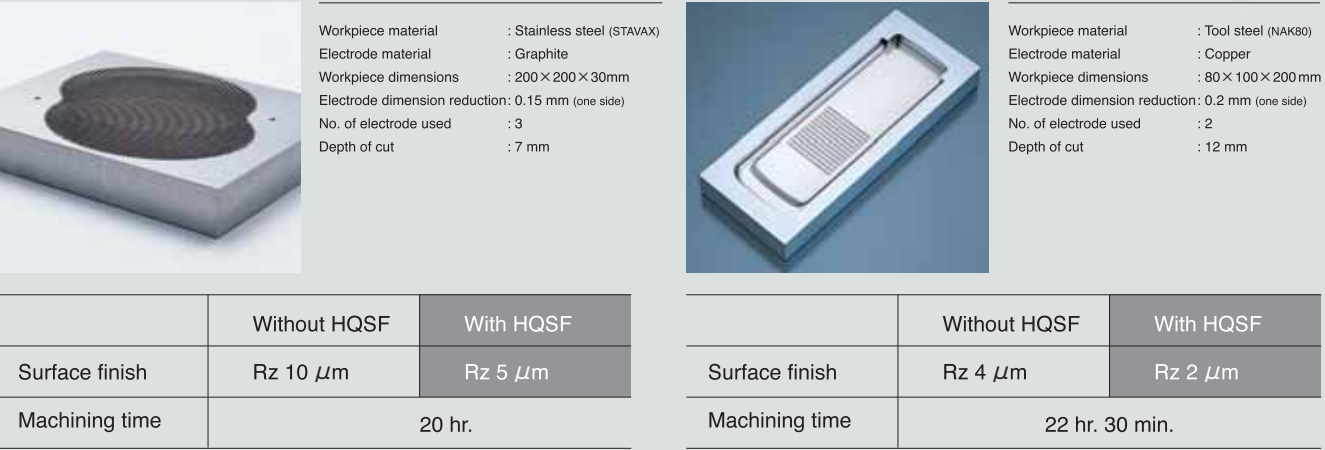 Workpiece material : Stainless steel (STAVAX)
Electrode material : Graphite
Workpiece dimensions : 200×200×30mm
Electrode dimension reduction: 0.15 mm (one side)
No. of electrode used : 3
Depth of cut : 7 mm
Without HQSF With HQSF
Surface finish Rz 10 μm Rz 5 μm
Machining time 20 hr.
Workpiece material : Tool steel (NAK80)
Electrode material : Copper
Workpiece dimensions : 80×100×200mm
Electrode dimension reduction: 0.2 mm (one side)
No. of electrode used : 2
Depth of cut : 12 mm
Without HQSF With HQSF
Surface finish Rz 4 μm Rz 2 μm
Machining time 22 hr. 30 min.